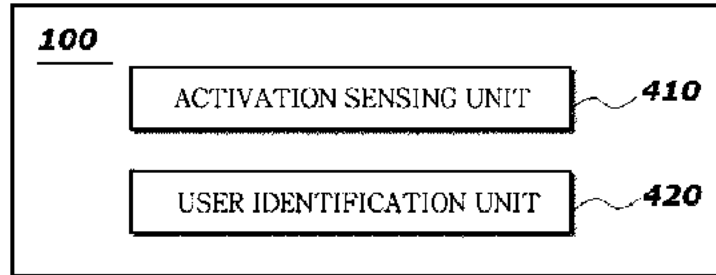 100
ACTIVATION SENSING UNIT 410
USER IDENTIFICATION UNIT 420